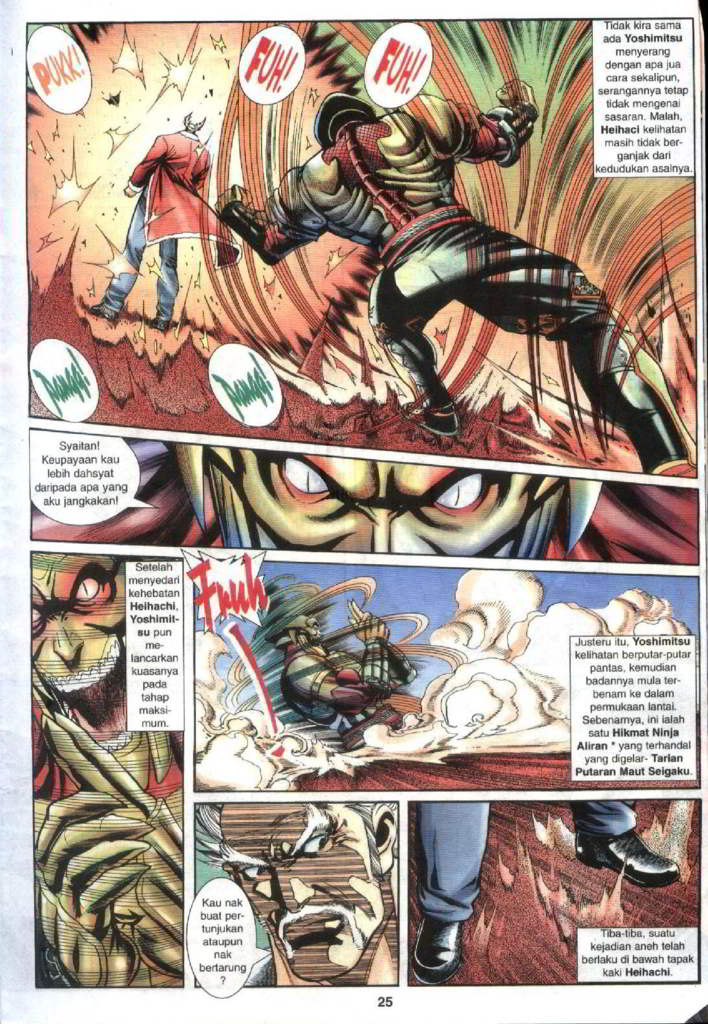 PUKK!
FUH!
FUH!
Tidak kira sama
ada Yoshimitsu
menyerang
dengan apa jua
cara sekalipun,
serangannya tetap
tidak mengenai
sasaran. Malah,
Heihaci kelihatan
masih tidak ber-
ganjak dari
kedudukan asalnya.
Syaitan!
Keupayaan kau
lebih dahsyat
daripada apa yang
aku jangkakan!
Setelah
menyedari
kehebatan
Heihachi,
Yoshimit-
su pun
me-
lancarkan
kuasanya
pada
tahap
maksi-
mum.
Fuuh
Justeru itu, Yoshimitsu
kelihatan berputar-putar
pantas, kemudian
badannya mula ter-
benam ke dalam
permukaan lantai.
Sebenarnya, ini ialah
satu Hikmat Ninja
Aliran * yang terhandal
yang digelar- Tarian
Putaran Maut Seigaku.
Kau nak
buat per-
tunjukan
ataupun
nak
bertarung
?
Tiba-tiba, suatu
kejadian aneh telah
berlaku di bawah tapak
kaki Heihachi.
25